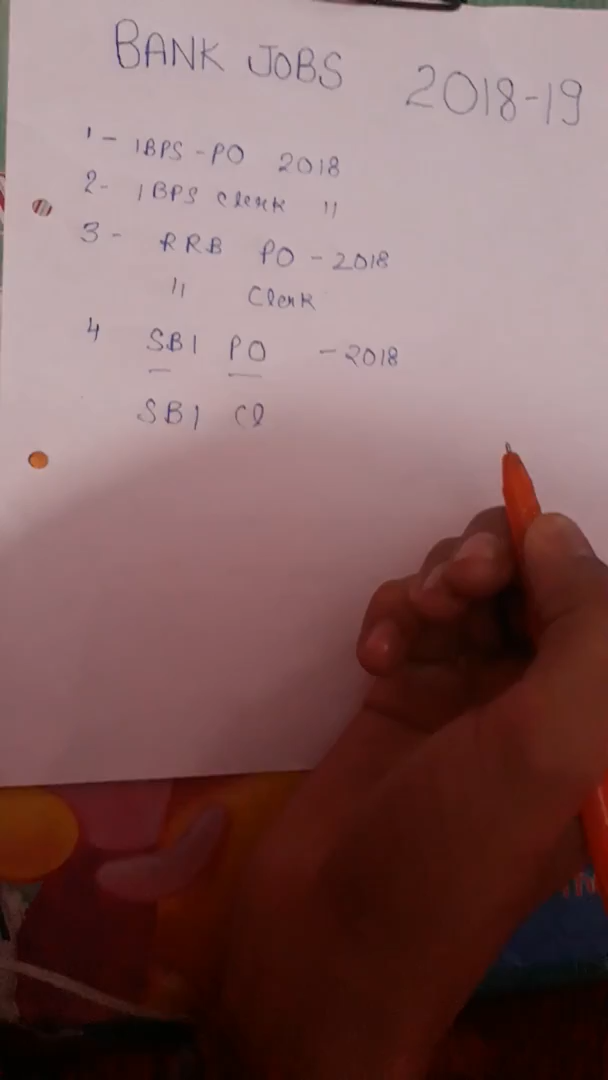 BANK JOBS 2018-19
1- IBPS -PO 2018
2- IBPS Clerk "
3- RRB PO - 2018
" Clerk
4 SBI PO - 2018
SBI Cl